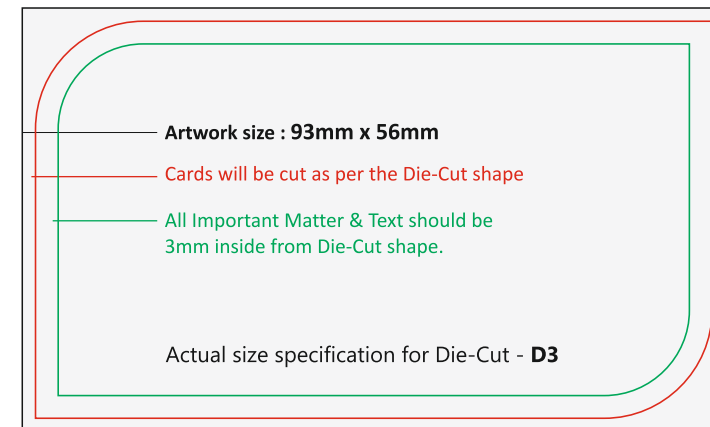 Artwork size : 93mm x 56mm
Cards will be cut as per the Die-Cut shape
All Important Matter & Text should be
3mm inside from Die-Cut shape.
Actual size specification for Die-Cut - D3